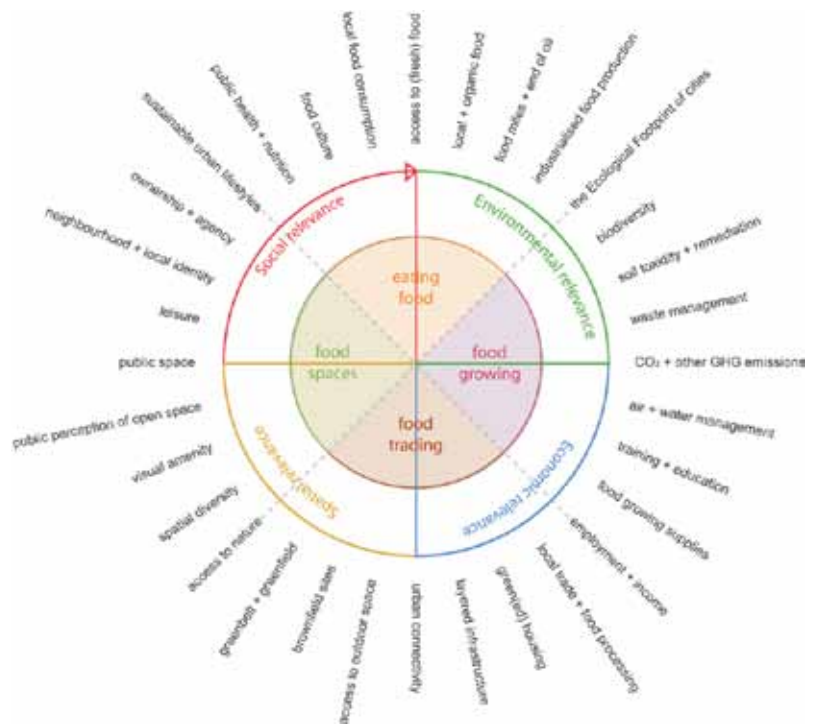 access to (fresh) food
local + organic food
food miles + end of oil
industrialised food production
the Ecological Footprint of cities
biodiversity
soil toxicity + remediation
waste management
CO₂ + other GHG emissions
air + water management
training + education
food growing supplies
employment + income
local trade + food processing
green(ed) housing
layered infrastructure
urban connectivity
access to outdoor space
brownfield sites
greenbelt + greenfield
access to nature
spatial diversity
visual amenity
public perception of open space
public space
leisure
neighbourhood + local identity
ownership + agency
sustainable urban lifestyles
public health + nutrition
food culture
local food consumption
Social relevance
Environmental relevance
Economic relevance
Spatial relevance
eating
food
food
growing
food
trading
food
spaces